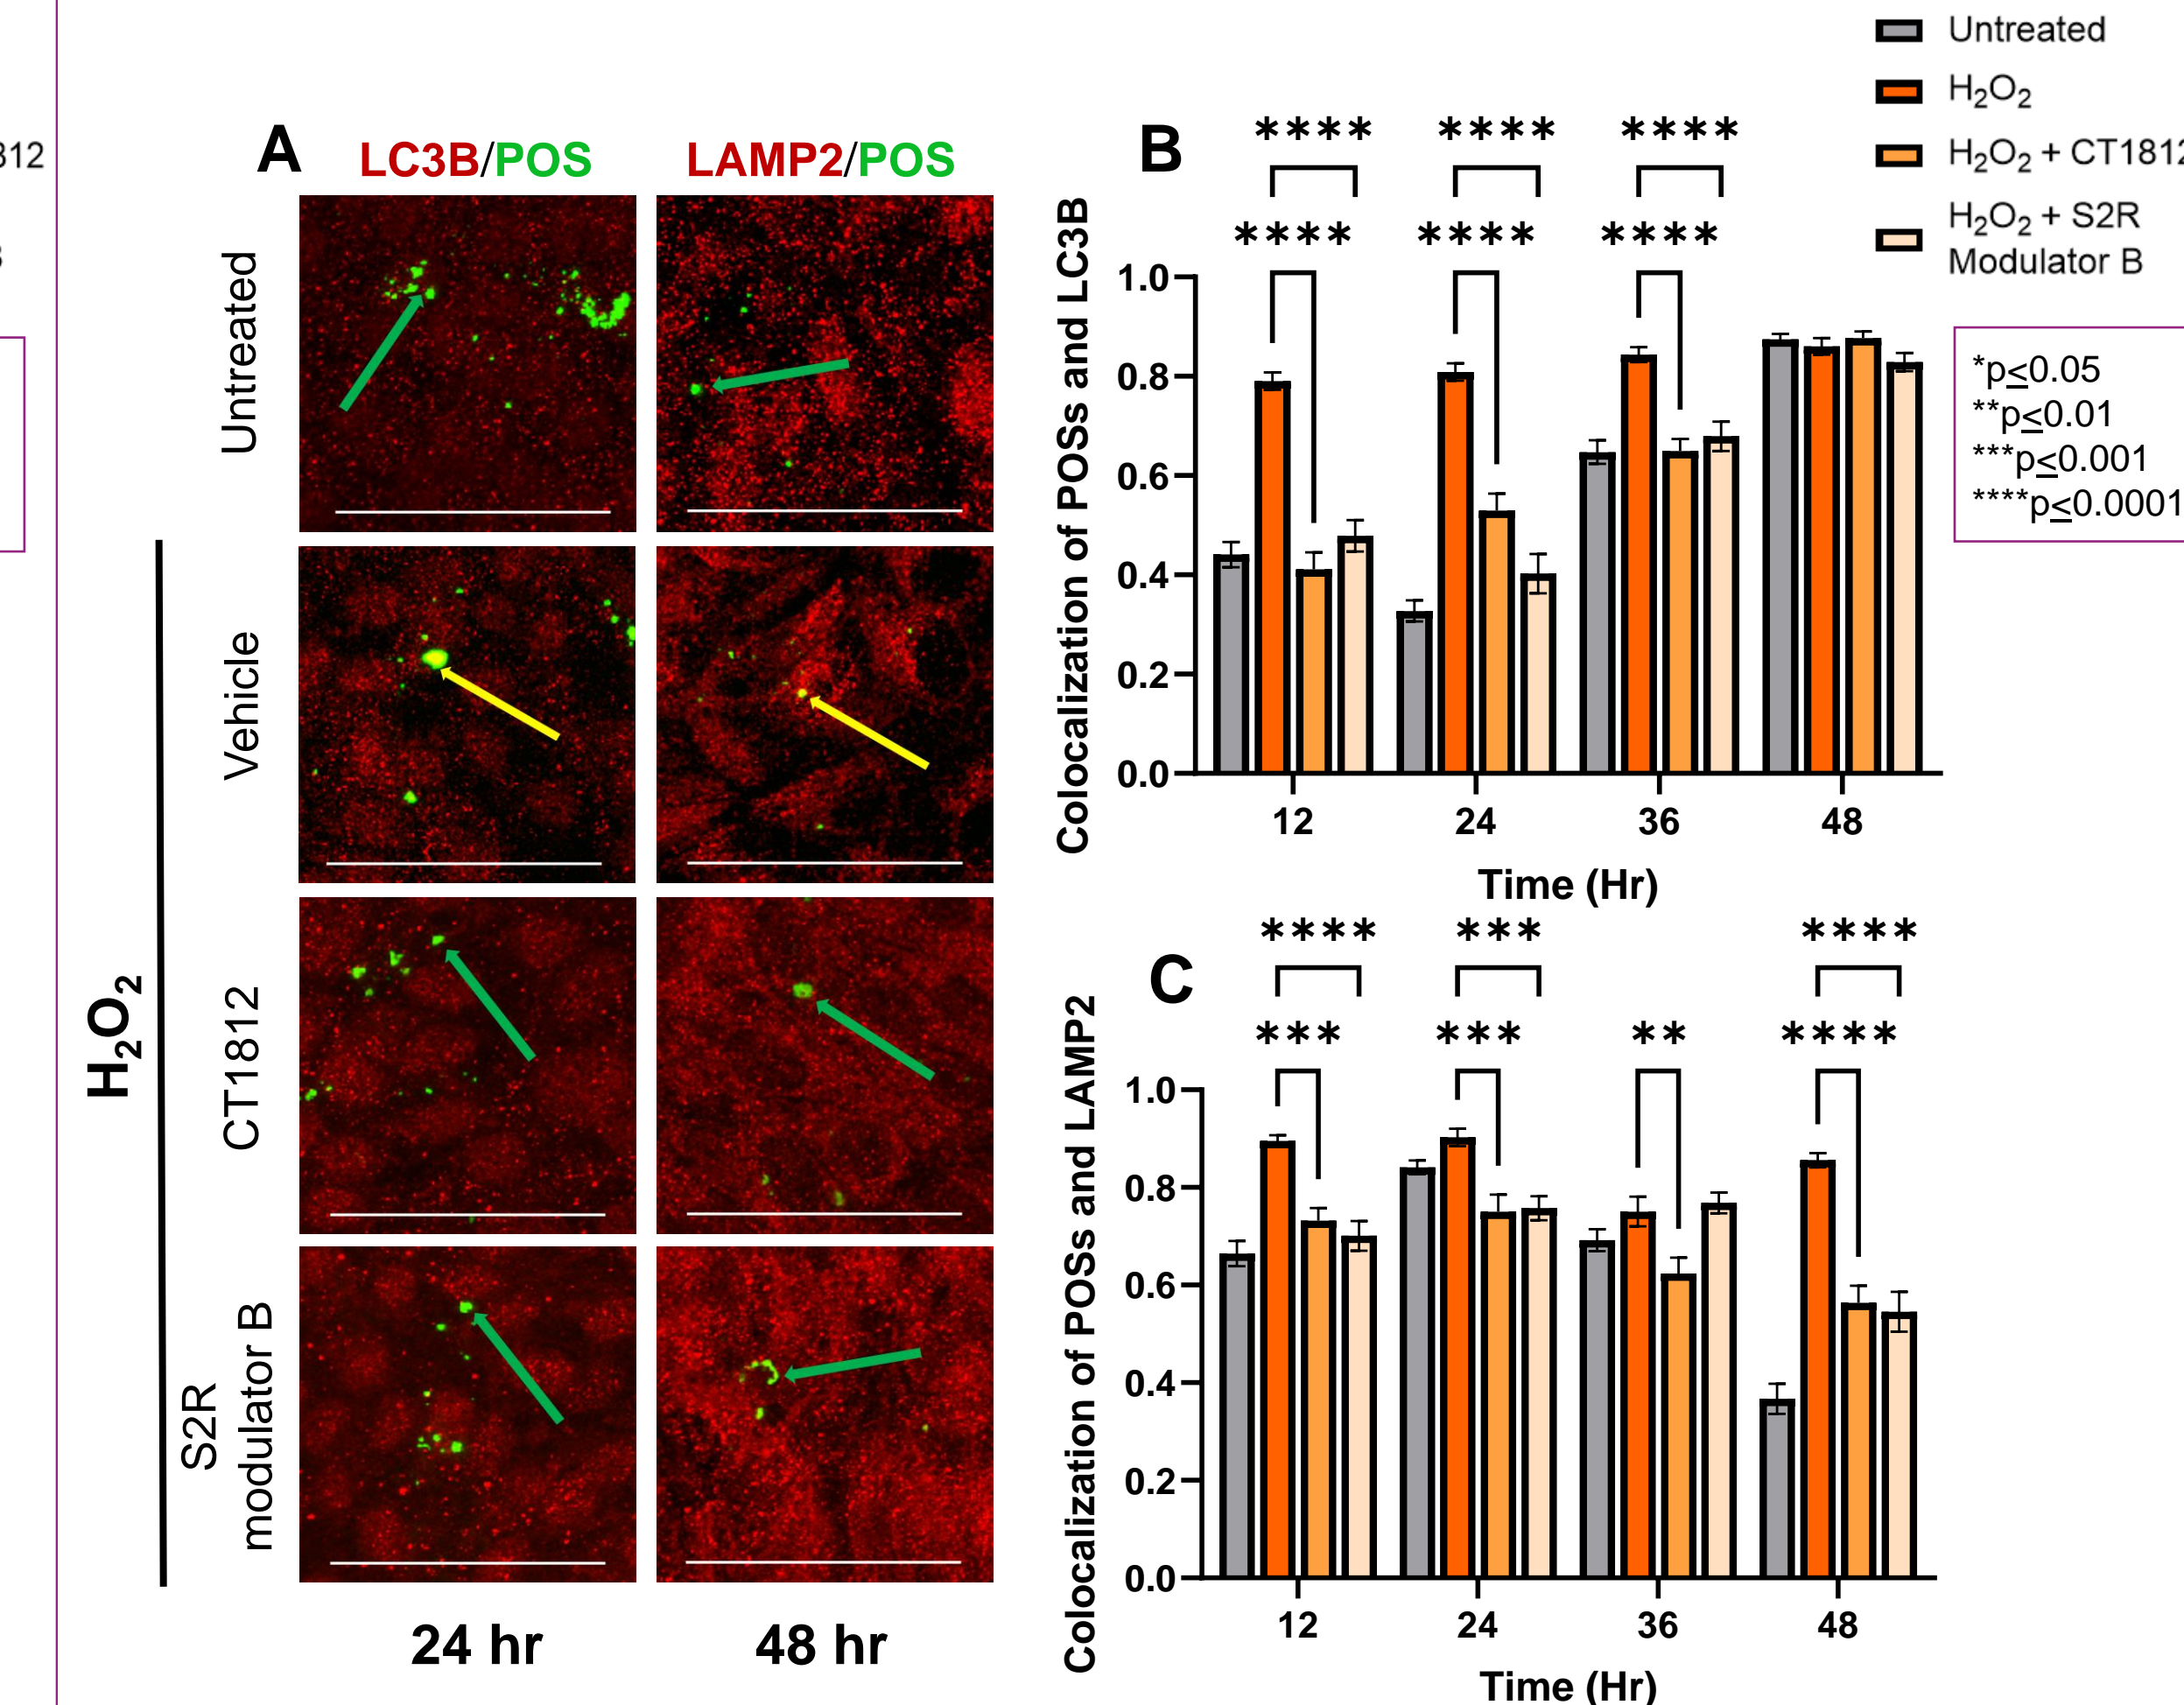 312
3
A
LC3B/POS
LAMP2/POS
Untreated
Vehicle
CT1812
S2R
modulator B
H2O2
24 hr
48 hr
B
**** **** ****
**** **** ****
Colocalization of POSs and LC3B
1.0
0.8
0.6
0.4
0.2
0.0
12 24 36 48
Time (Hr)
C
**** *** ****
*** *** ** ****
Colocalization of POSs and LAMP2
1.0
0.8
0.6
0.4
0.2
0.0
12 24 36 48
Time (Hr)
Untreated
H2O2
H2O2 + CT1812
H2O2 + S2R
Modulator B
*p≤0.05
**p≤0.01
***p≤0.001
****p≤0.0001